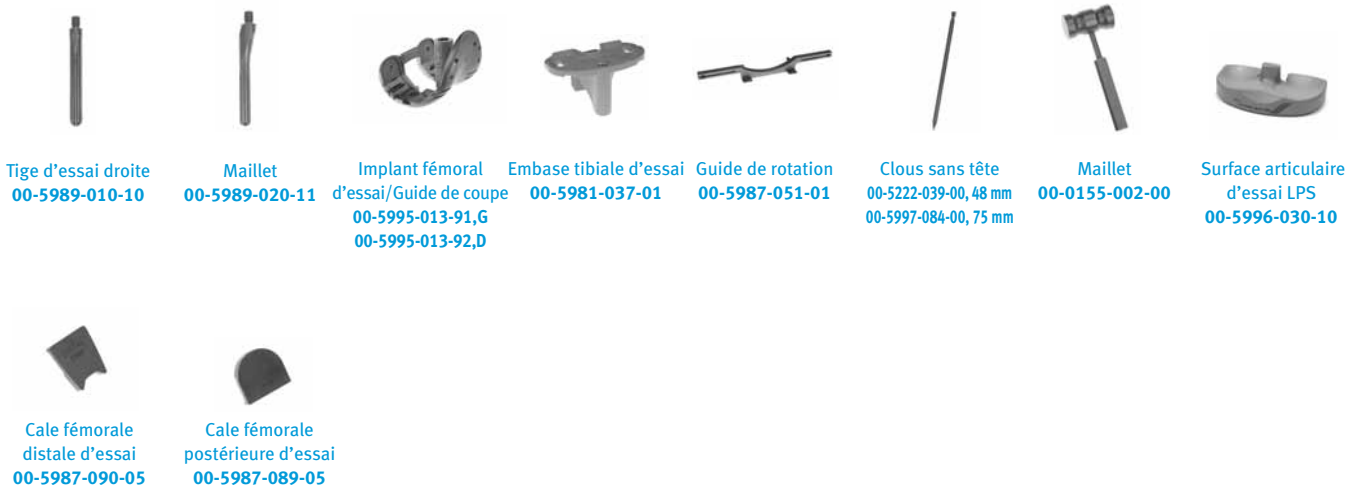 Tige d'essai droite
00-5989-010-10
Maillet
00-5989-020-11
Implant fémoral
d'essai/Guide de coupe
00-5995-013-91,G
00-5995-013-92,D
Embase tibiale d'essai
00-5981-037-01
Guide de rotation
00-5987-051-01
Clous sans tête
00-5222-039-00, 48 mm
00-5997-084-00, 75 mm
Maillet
00-0155-002-00
Surface articulaire
d'essai LPS
00-5996-030-10
Cale fémorale
distale d'essai
00-5987-090-05
Cale fémorale
postérieure d'essai
00-5987-089-05